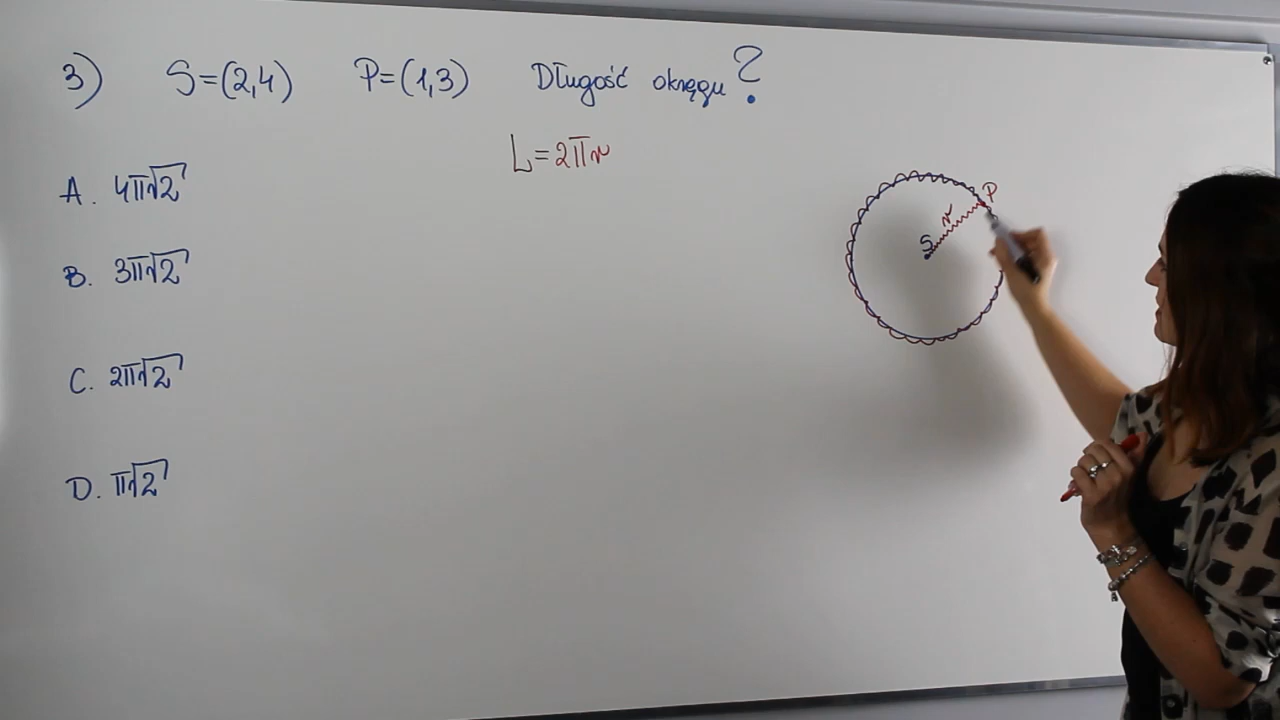 3) S=(2,4) P=(1,3) Długość okręgu?
L=2πr
A. 4π√2
B. 3π√2
C. 2π√2
D. π√2
P
r
S